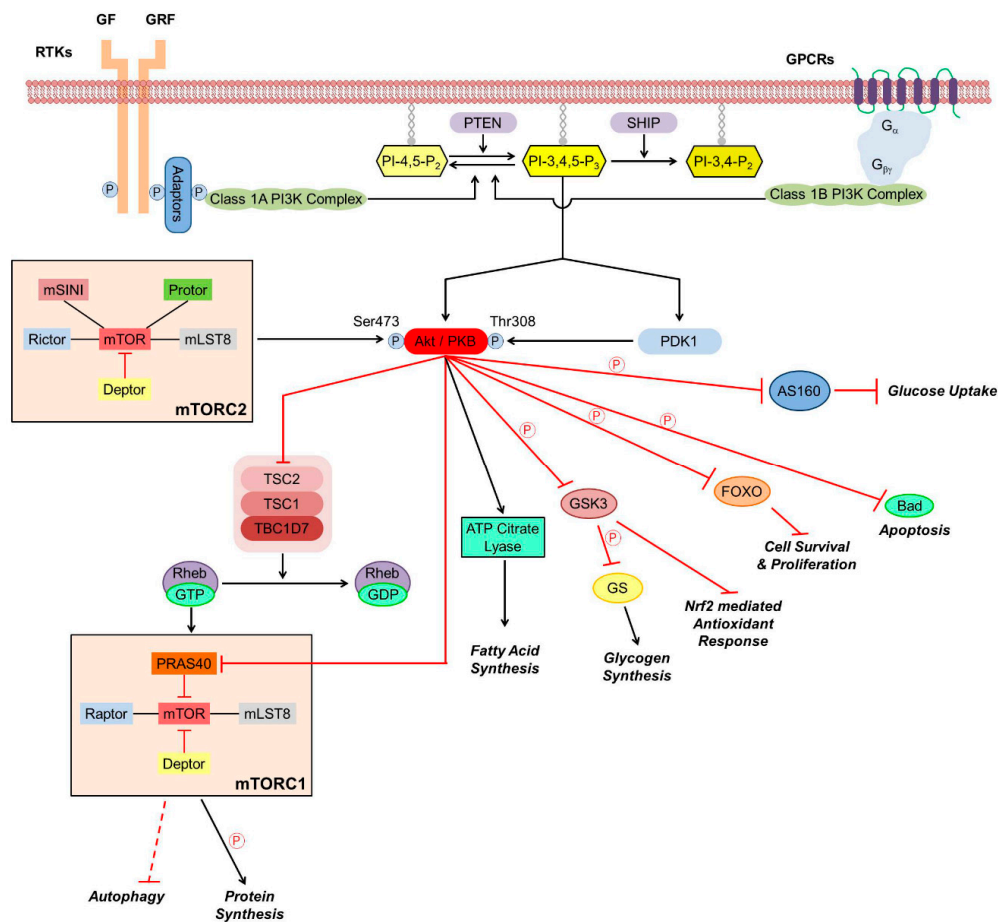 GF GRF
RTKs
GPCRs
PTEN
SHIP
Gα
PI-4,5-P2
PI-3,4,5-P3
PI-3,4-P2
Gβγ
P
P
Adaptors
P
Class 1A PI3K Complex
Class 1B PI3K Complex
mSINI
Protor
Rictor
mTOR
mLST8
Deptor
mTORC2
Ser473
Thr308
P
Akt / PKB
P
PDK1
P
AS160
Glucose Uptake
P
P
P
TSC2
TSC1
TBC1D7
GSK3
FOXO
Bad
Apoptosis
ATP Citrate
Lyase
P
Cell Survival
& Proliferation
Rheb
GTP
Rheb
GDP
GS
Nrf2 mediated
Antioxidant
Response
Fatty Acid
Synthesis
Glycogen
Synthesis
PRAS40
Raptor
mTOR
mLST8
Deptor
mTORC1
P
Autophagy
Protein
Synthesis